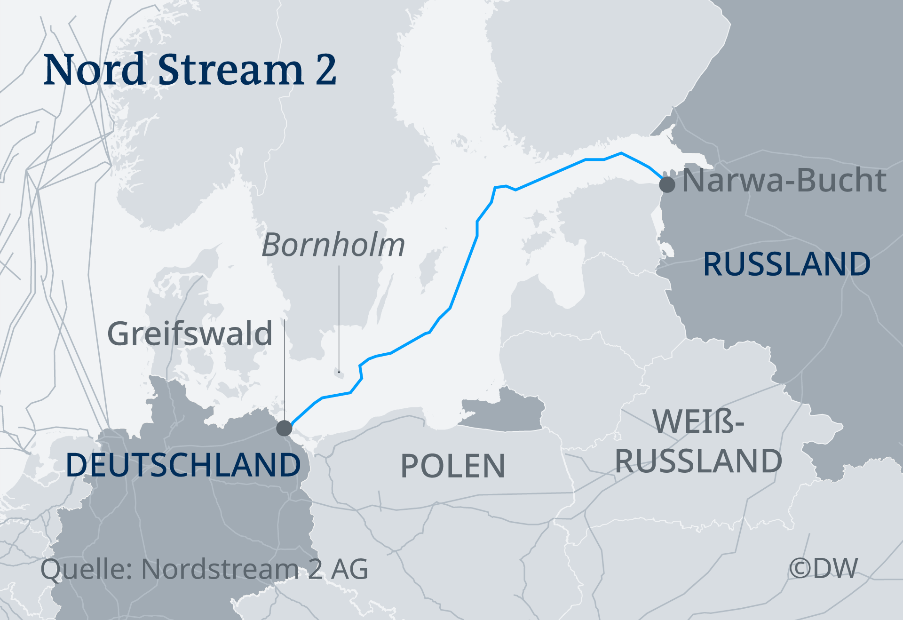 Nord Stream 2
Narwa-Bucht
Bornholm
RUSSLAND
Greifswald
WEIß-
RUSSLAND
DEUTSCHLAND
POLEN
Quelle: Nordstream 2 AG
©DW